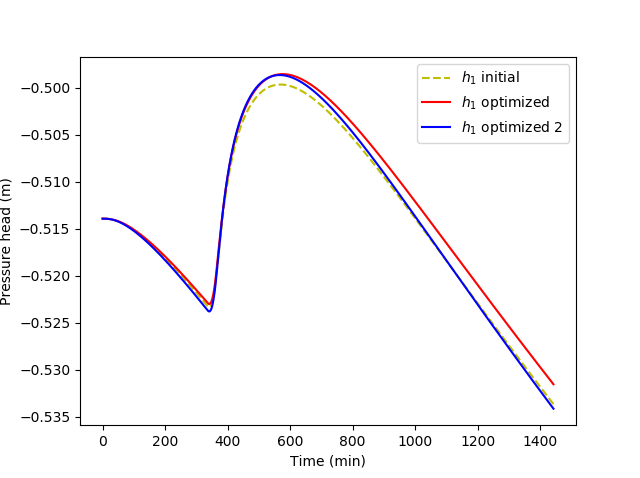 h₁ initial
h₁ optimized
h₁ optimized 2
Pressure head (m)
−0.500
−0.505
−0.510
−0.515
−0.520
−0.525
−0.530
−0.535
0 200 400 600 800 1000 1200 1400
Time (min)